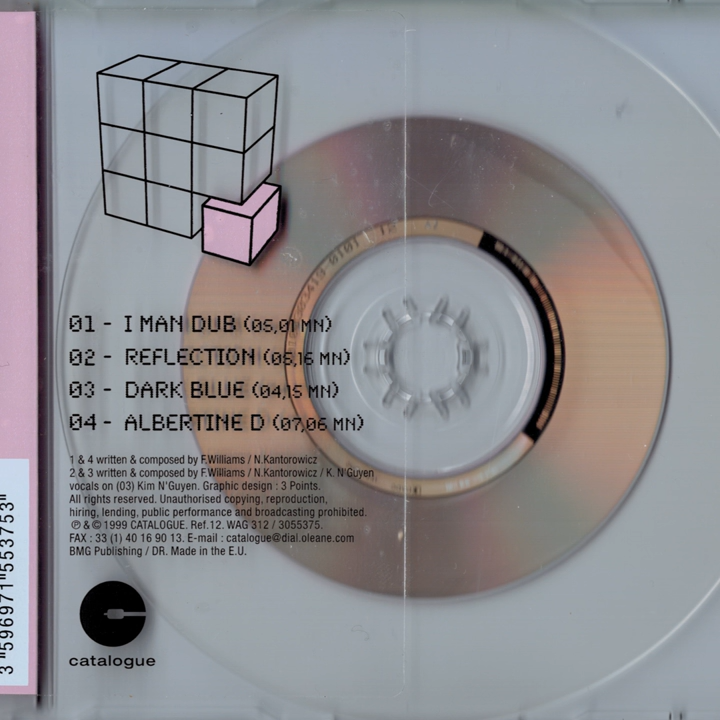 01 - I MAN DUB (05,01 MN)
02 - REFLECTION (05,16 MN)
03 - DARK BLUE (04,15 MN)
04 - ALBERTINE D (07,06 MN)
1 & 4 written & composed by F.Williams / N.Kantorowicz
2 & 3 written & composed by F.Williams / N.Kantorowicz / K. N'Guyen
vocals on (03) Kim N'Guyen. Graphic design : 3 Points.
All rights reserved. Unauthorised copying, reproduction,
hiring, lending, public performance and broadcasting prohibited.
℗ & © 1999 CATALOGUE. Ref.12. WAG 312 / 3055375.
FAX : 33 (1) 40 16 90 13. E-mail : catalogue@dial.oleane.com
BMG Publishing / DR. Made in the E.U.
catalogue
3 "596971"553753"